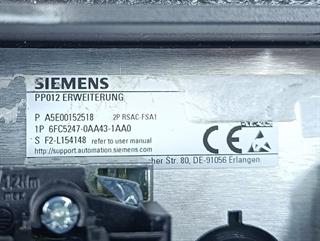 SIEMENS
PP012 ERWEITERUNG
P A5E00152518 2P RSAC-FSA1
1P 6FC5247-0AA43-1AA0
S F2-L154148 refer to user manual
http://support.automation.siemens.com
cher Str. 80, DE-91056 Erlangen
CE